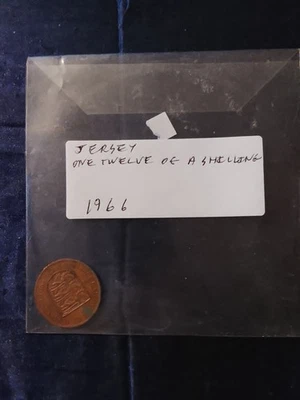 JERSEY
ONE TWELVE OF A SHILLING
1966